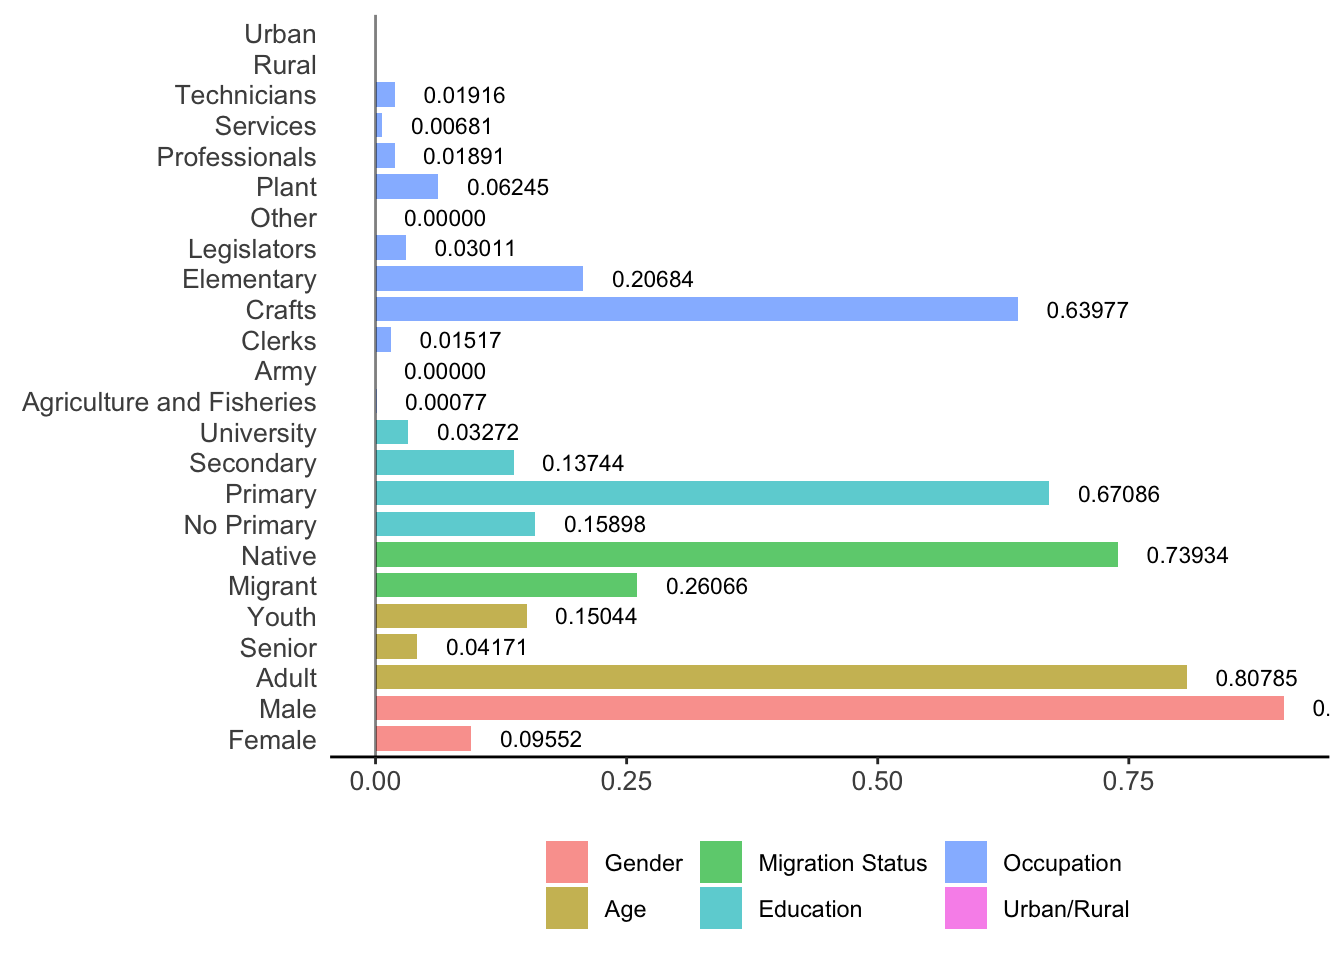 Urban
Rural
Technicians 0.01916
Services 0.00681
Professionals 0.01891
Plant 0.06245
Other 0.00000
Legislators 0.03011
Elementary 0.20684
Crafts 0.63977
Clerks 0.01517
Army 0.00000
Agriculture and Fisheries 0.00077
University 0.03272
Secondary 0.13744
Primary 0.67086
No Primary 0.15898
Native 0.73934
Migrant 0.26066
Youth 0.15044
Senior 0.04171
Adult 0.80785
Male 0.
Female 0.09552
0.00 0.25 0.50 0.75
Gender Migration Status Occupation
Age Education Urban/Rural